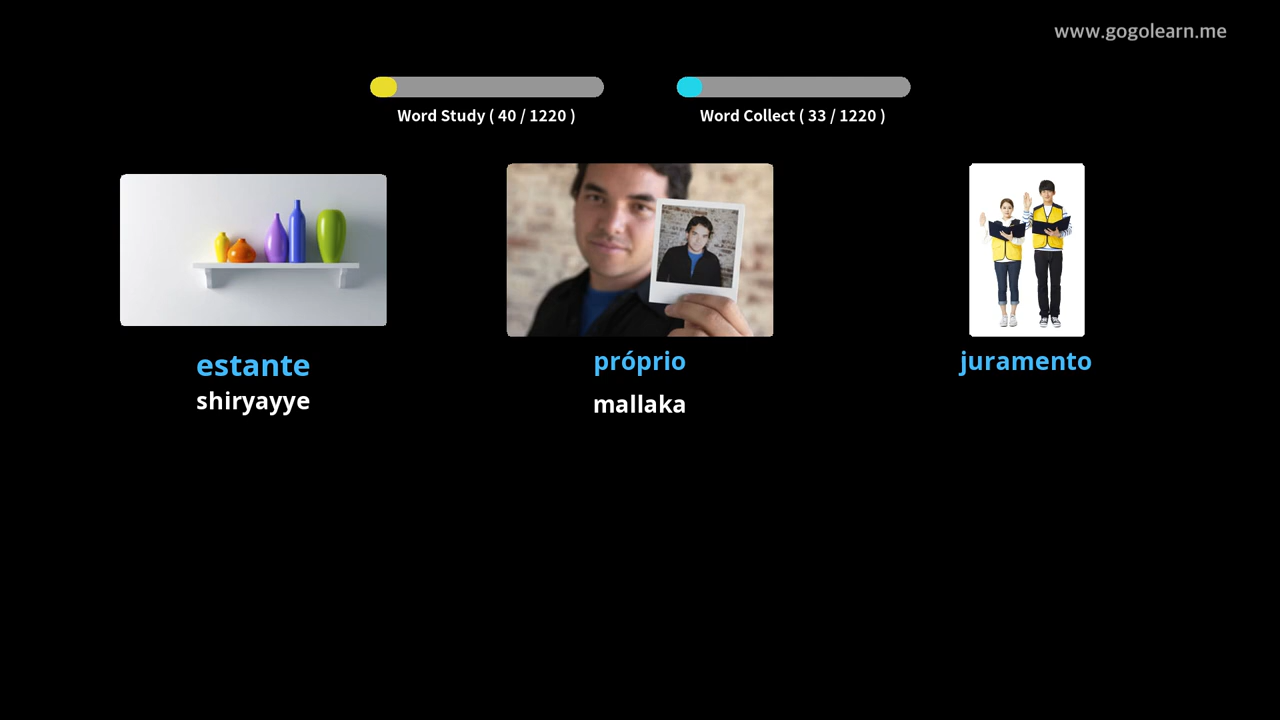 www.gogolearn.me
Word Study ( 40 / 1220 )
Word Collect ( 33 / 1220 )
estante
shiryayye
próprio
mallaka
juramento